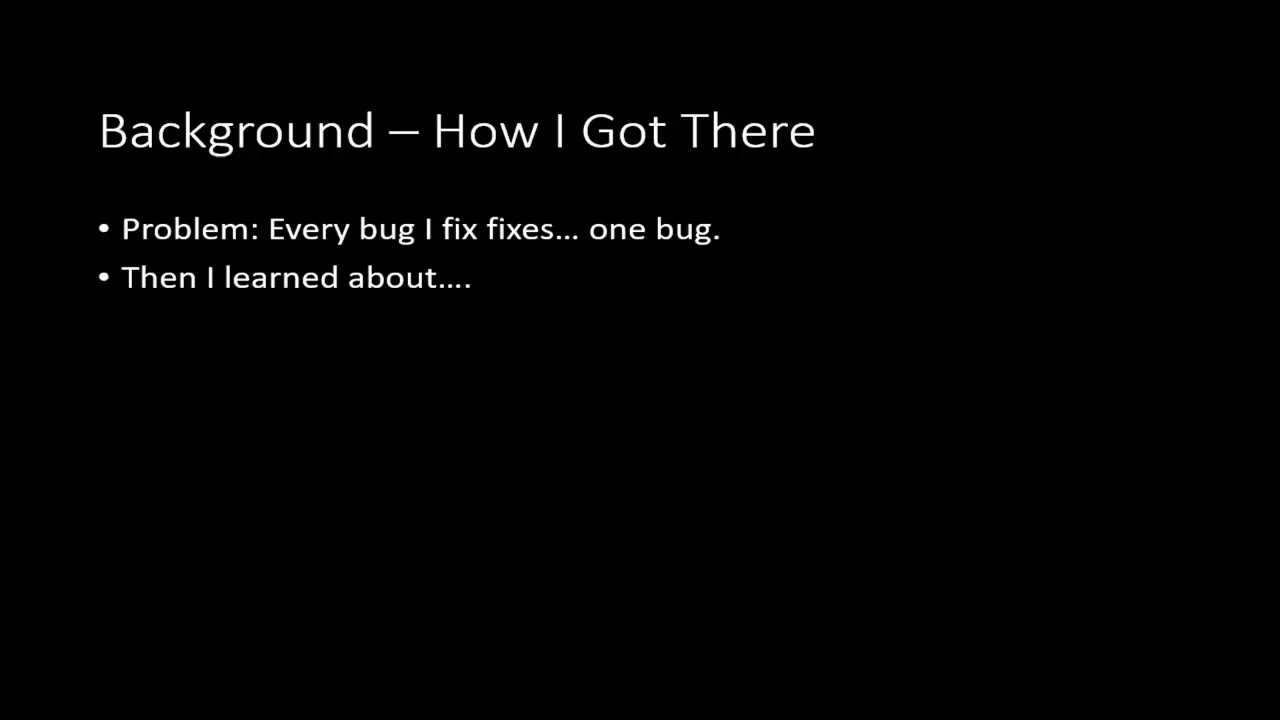 Background – How I Got There
• Problem: Every bug I fix fixes… one bug.
• Then I learned about….